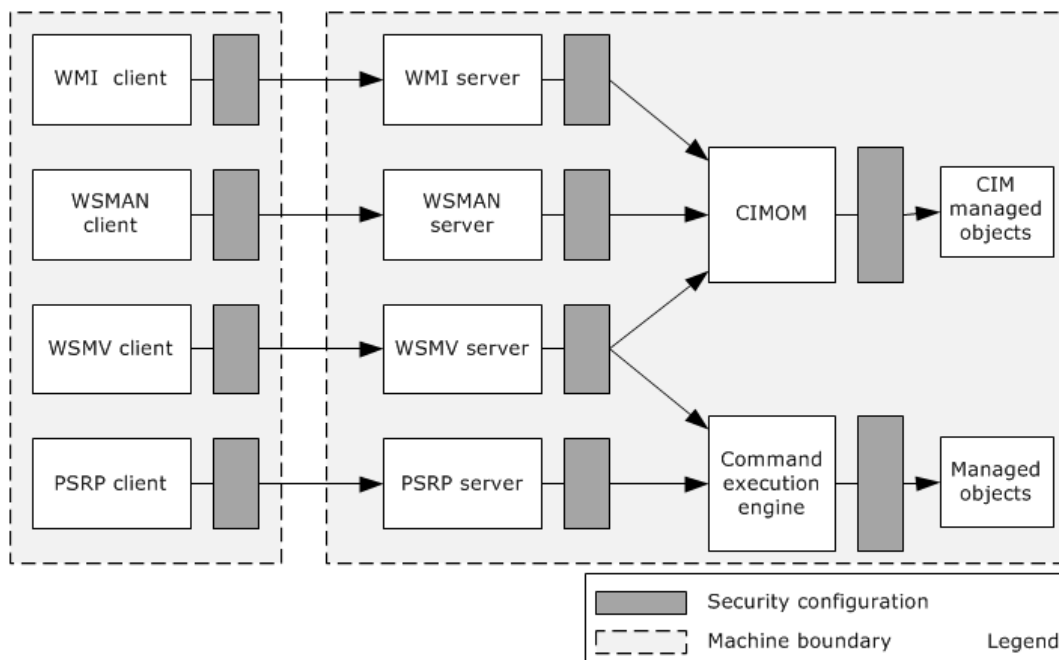 WMI client
WMI server
WSMAN
client
WSMAN
server
CIMOM
CIM
managed
objects
WSMV client
WSMV server
PSRP client
PSRP server
Command
execution
engine
Managed
objects
Security configuration
Machine boundary
Legend